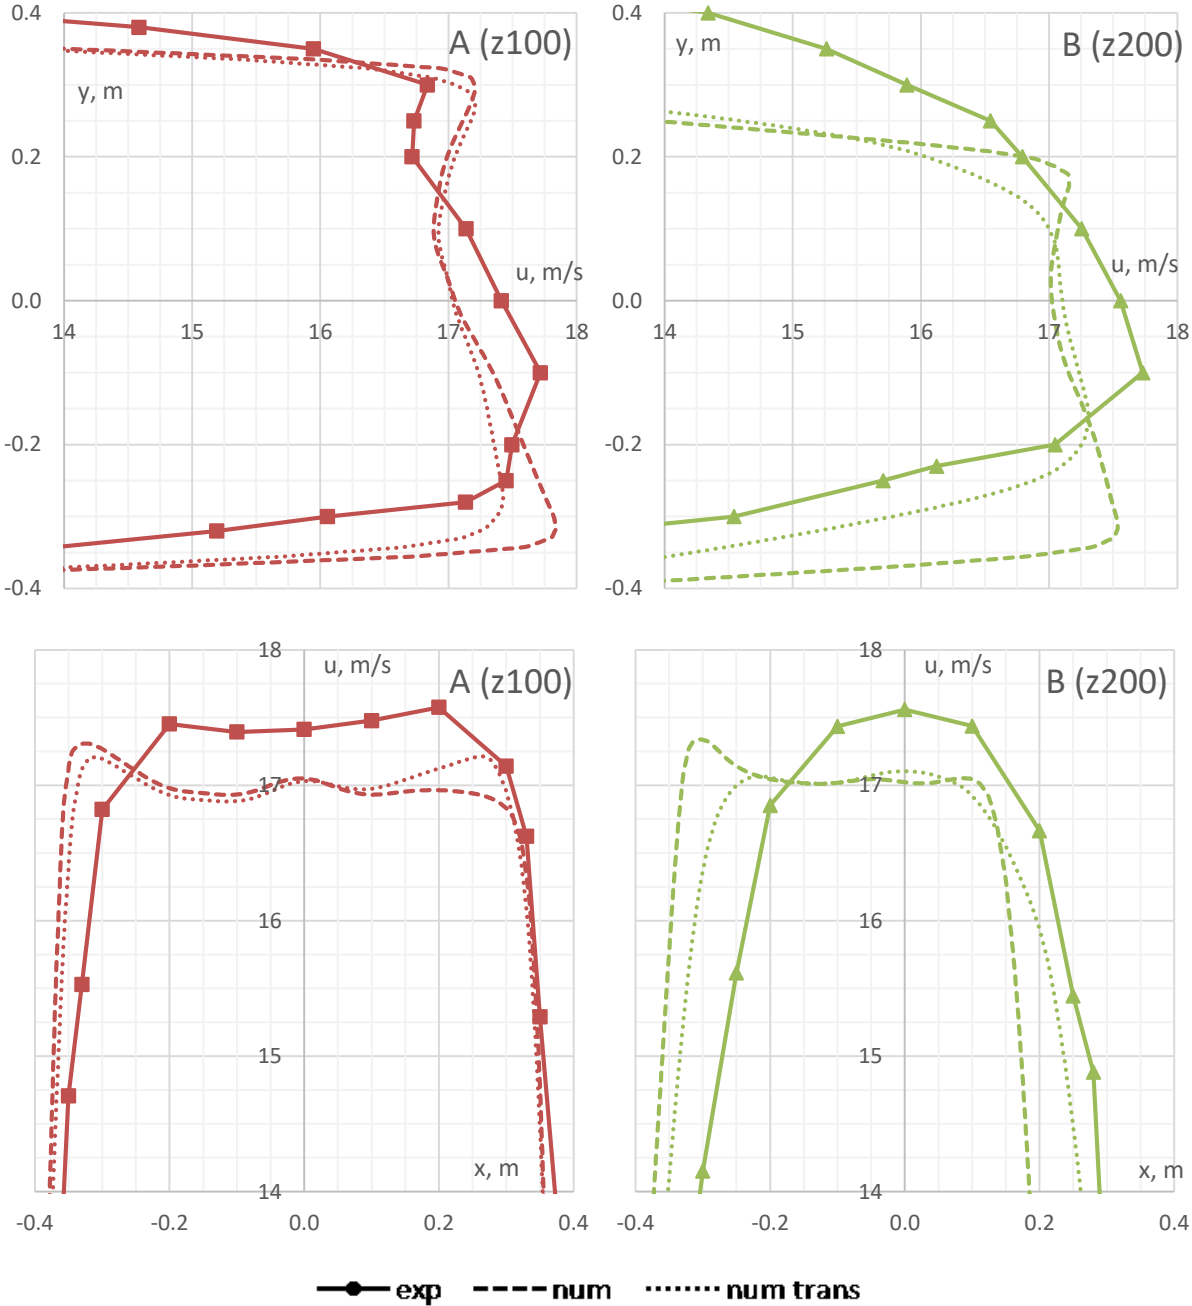 0.4
A (z100)
y, m
0.2
u, m/s
0.0
14 15 16 17 18
-0.2
-0.4
0.4
B (z200)
y, m
0.2
u, m/s
0.0
14 15 16 17 18
-0.2
-0.4
18
u, m/s
A (z100)
17
16
15
x, m
14
-0.4 -0.2 0.0 0.2 0.4
18
u, m/s
B (z200)
17
16
15
x, m
14
-0.4 -0.2 0.0 0.2 0.4
exp num num trans